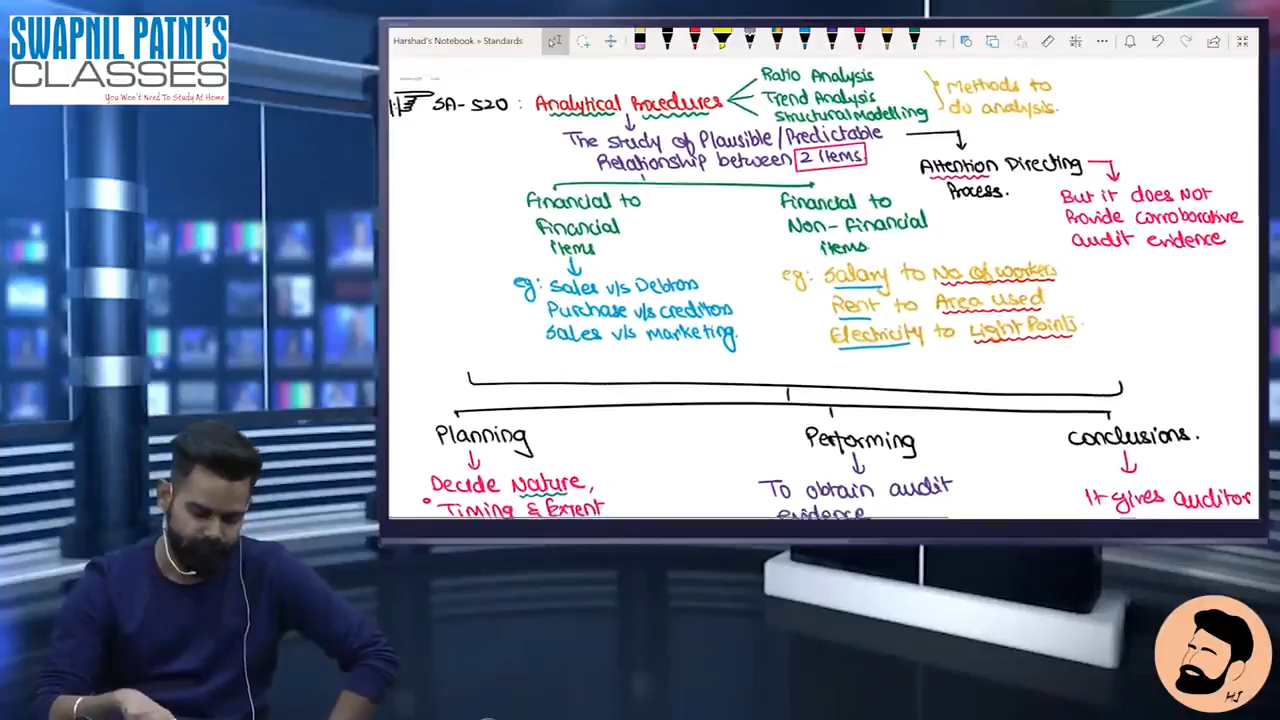 SWAPNIL PATNI'S
CLASSES
You Won't Need To Study At Home
Harshad's Notebook » Standards
SA-520 : Analytical Procedures
Ratio Analysis
Trend Analysis
Structural Modelling
Methods to
do analysis.
The study of Plausible/Predictable
Relationship between 2 items
Attention Directing
Process.
But it does NOT
Provide corroborative
audit evidence
Financial to
Financial
items
eg: Sales v/s Debtors
Purchase v/s creditors
Sales v/s marketing.
Financial to
Non-Financial
items
eg: Salary to No. of workers
Rent to Area used
Electricity to Light Points.
Planning
Decide Nature,
Timing & Extent
Performing
To obtain audit
evidence
Conclusions.
It gives auditor
HJ